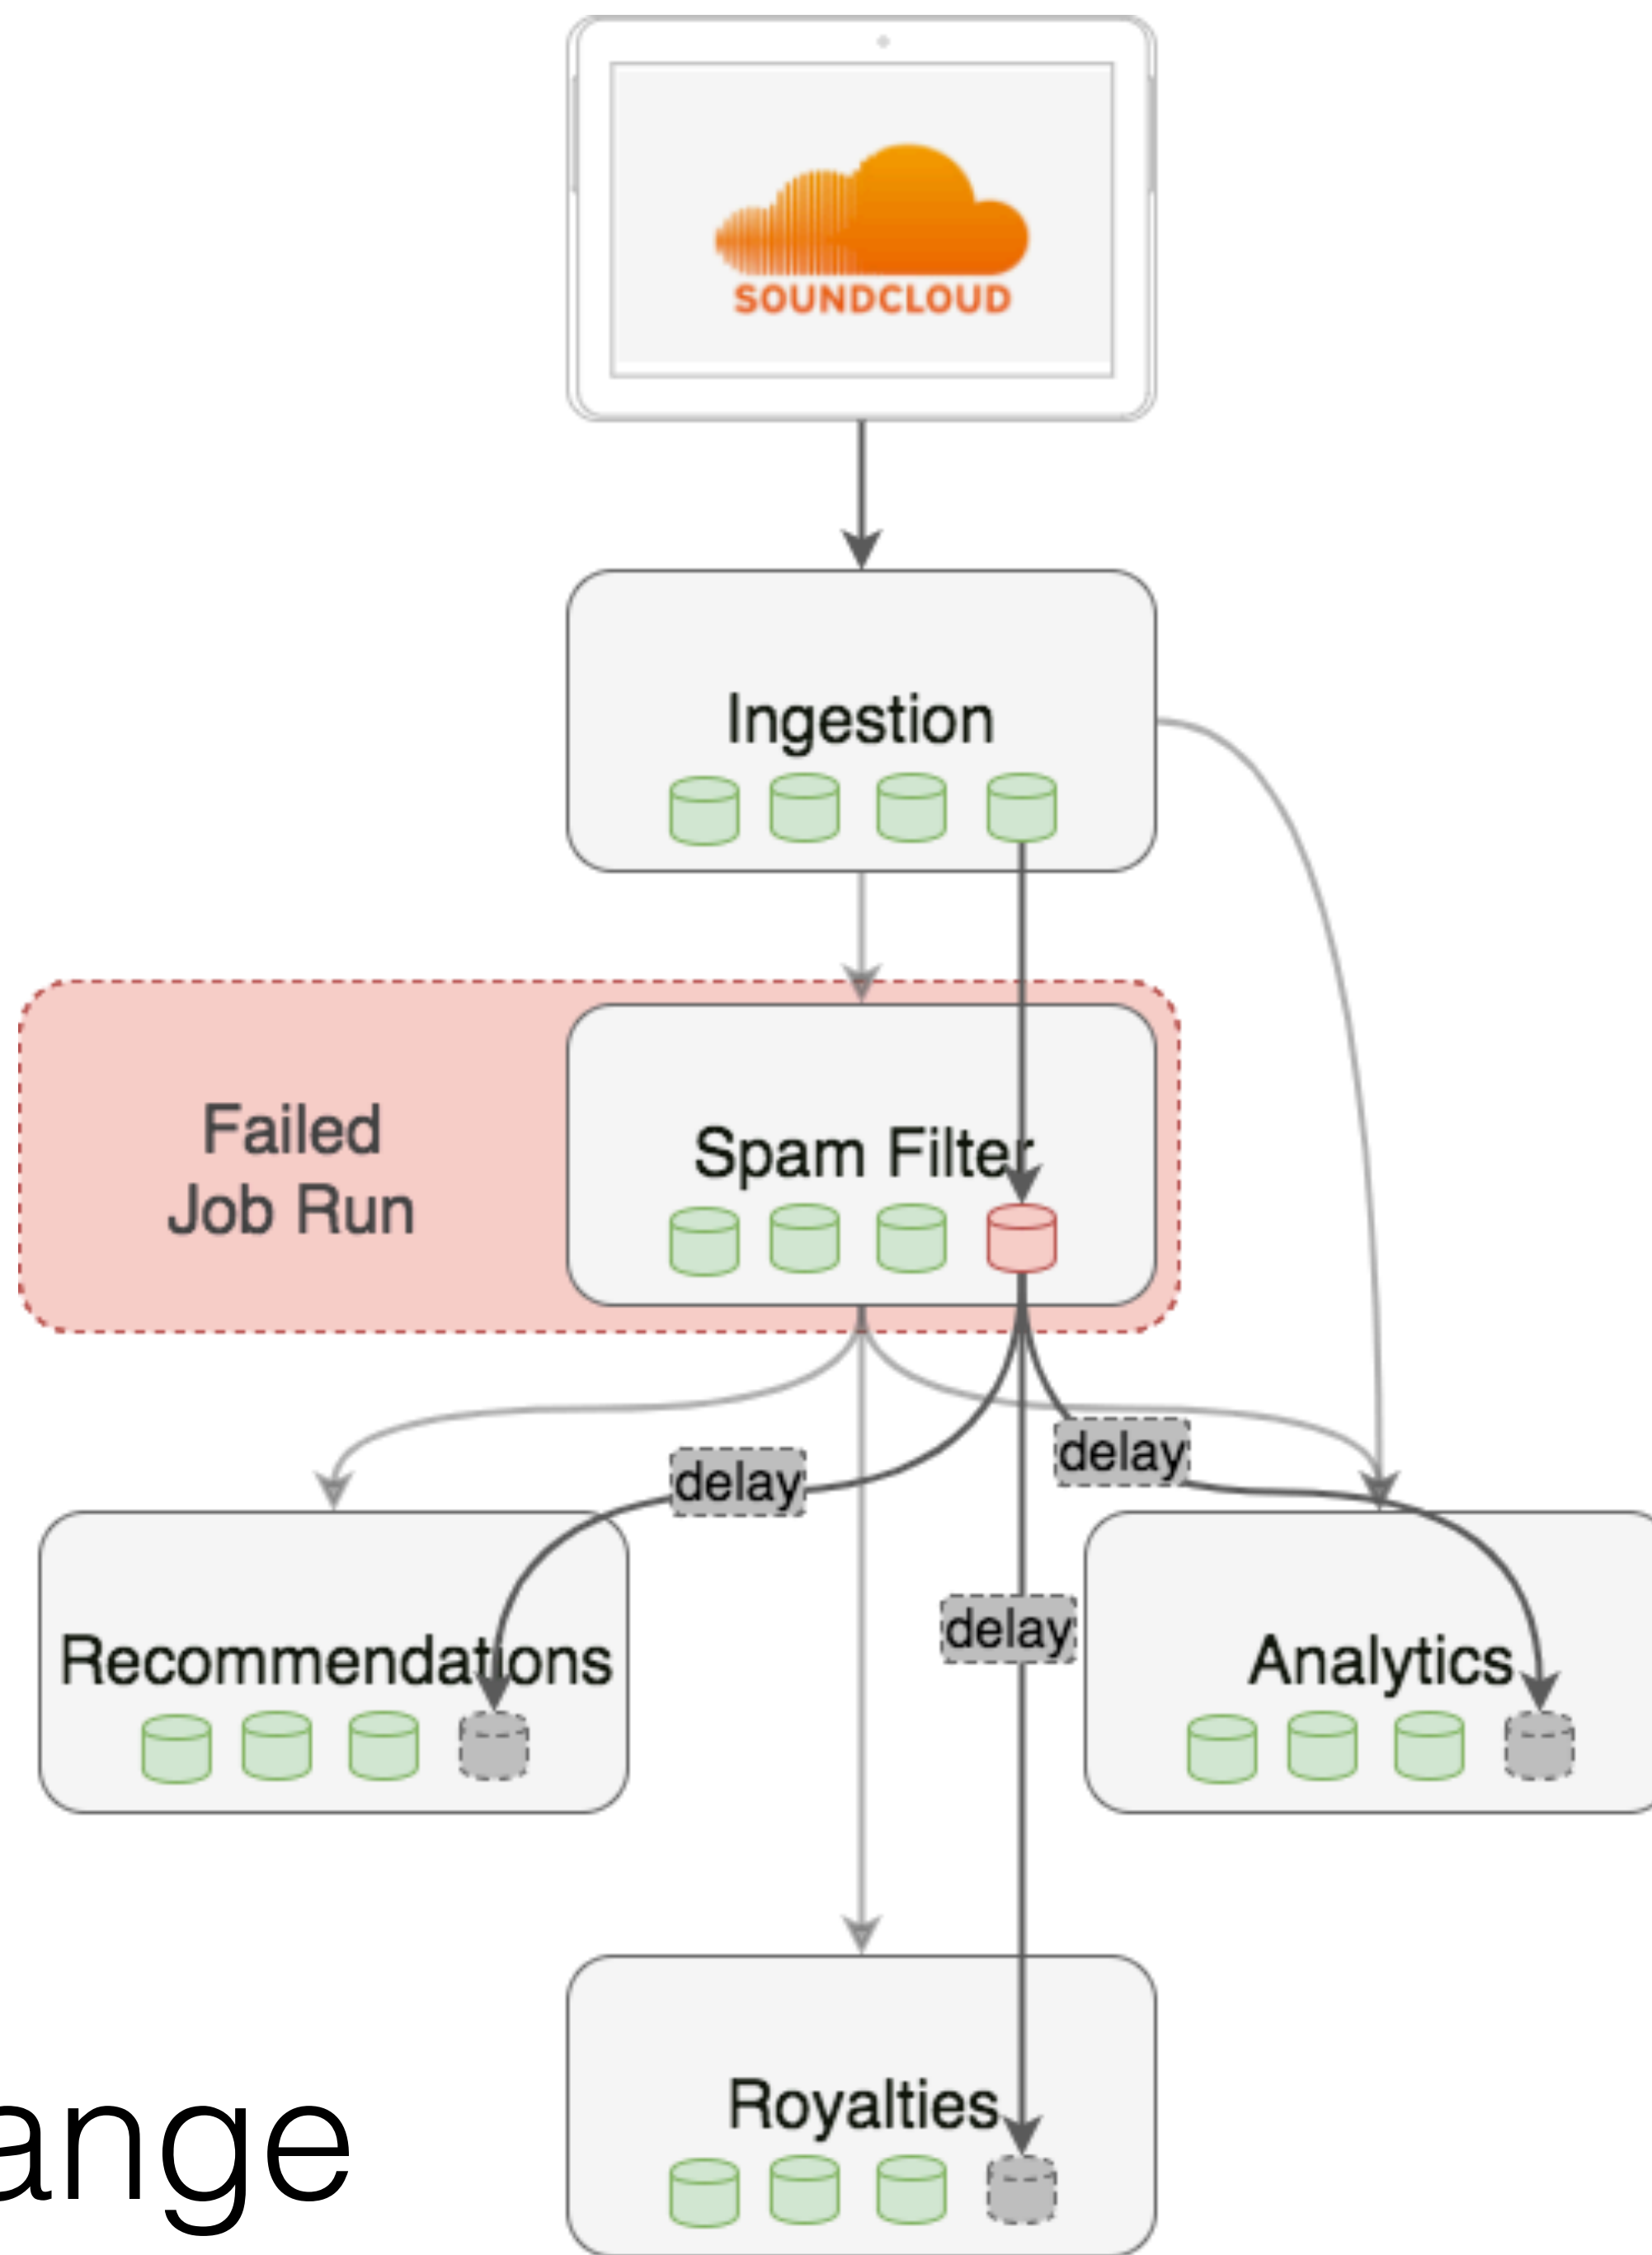 SOUNDCLOUD
Ingestion
Failed
Job Run
Spam Filter
delay
delay
Recommendations
delay
Analytics
Royalties
ange